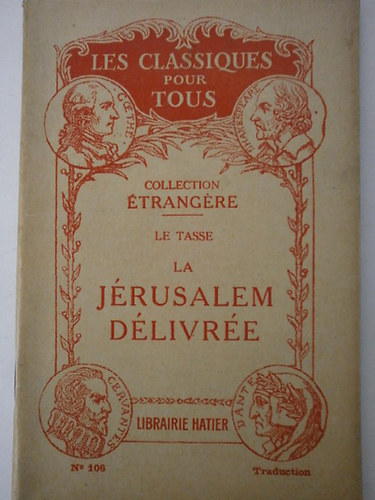 LES CLASSIQUES
POUR
TOUS
GŒTHE
SHAKESPEARE
COLLECTION
ÉTRANGÈRE
LE TASSE
LA
JÉRUSALEM
DÉLIVRÉE
CERVANTES
DANTE
LIBRAIRIE HATIER
Nº 106
Traduction